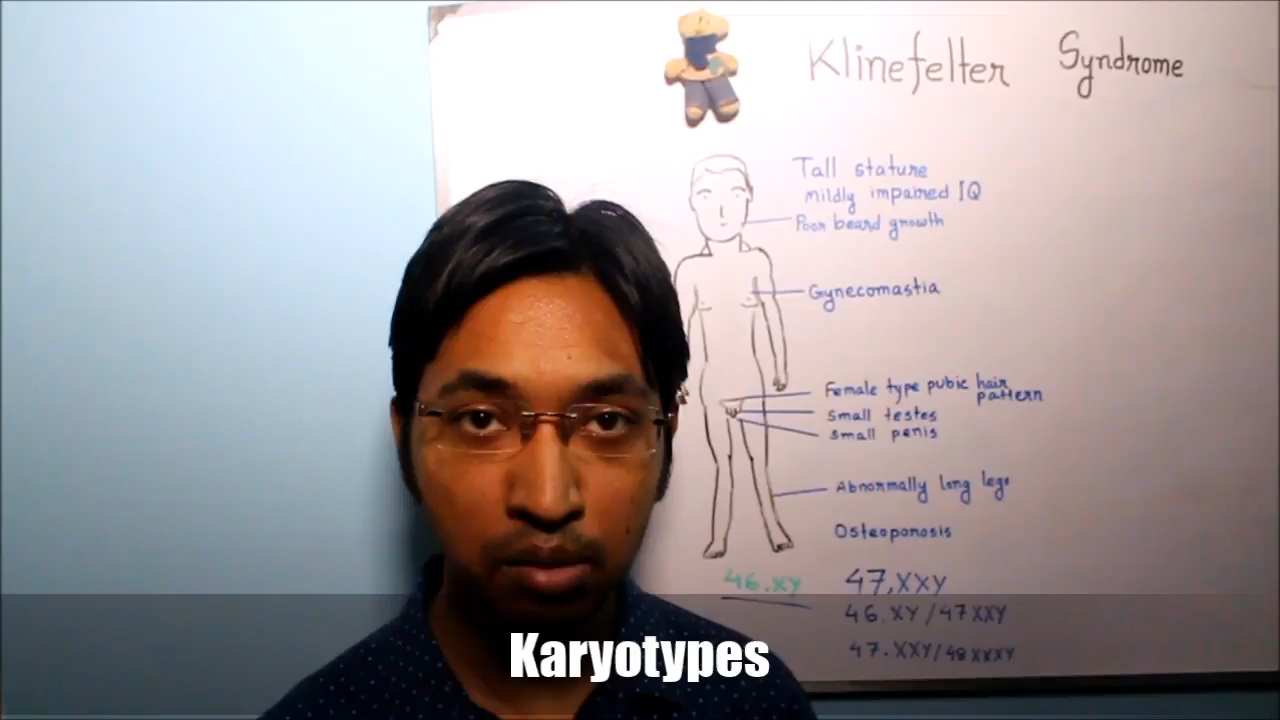 Klinefelter Syndrome
Tall stature
Mildly impaired IQ
Poor beard growth
Gynecomastia
Female type pubic hair
pattern
Small testes
Small penis
Abnormally long legs
Osteoporosis
46.XY 47,XXY
46.XY/47XXY
47.XXY/48XXXY
Karyotypes